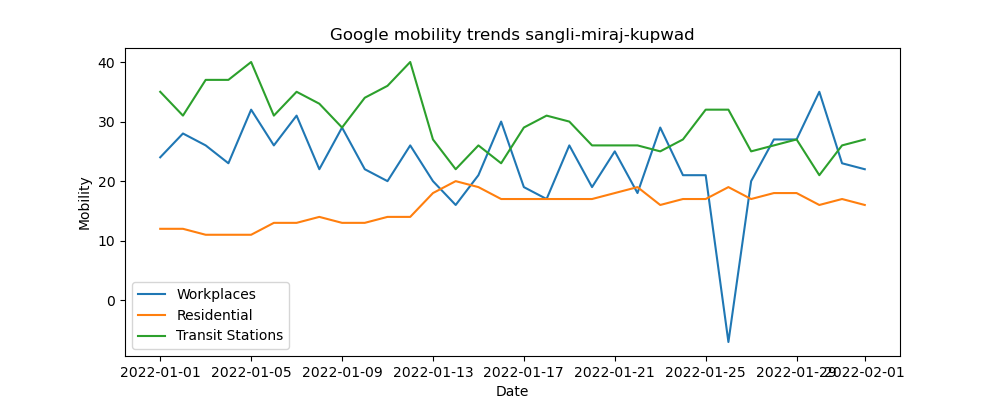 Google mobility trends sangli-miraj-kupwad
40
30
20
10
0
Mobility
Workplaces
Residential
Transit Stations
2022-01-01 2022-01-05 2022-01-09 2022-01-13 2022-01-17 2022-01-21 2022-01-25 2022-01-29 2022-02-01
Date